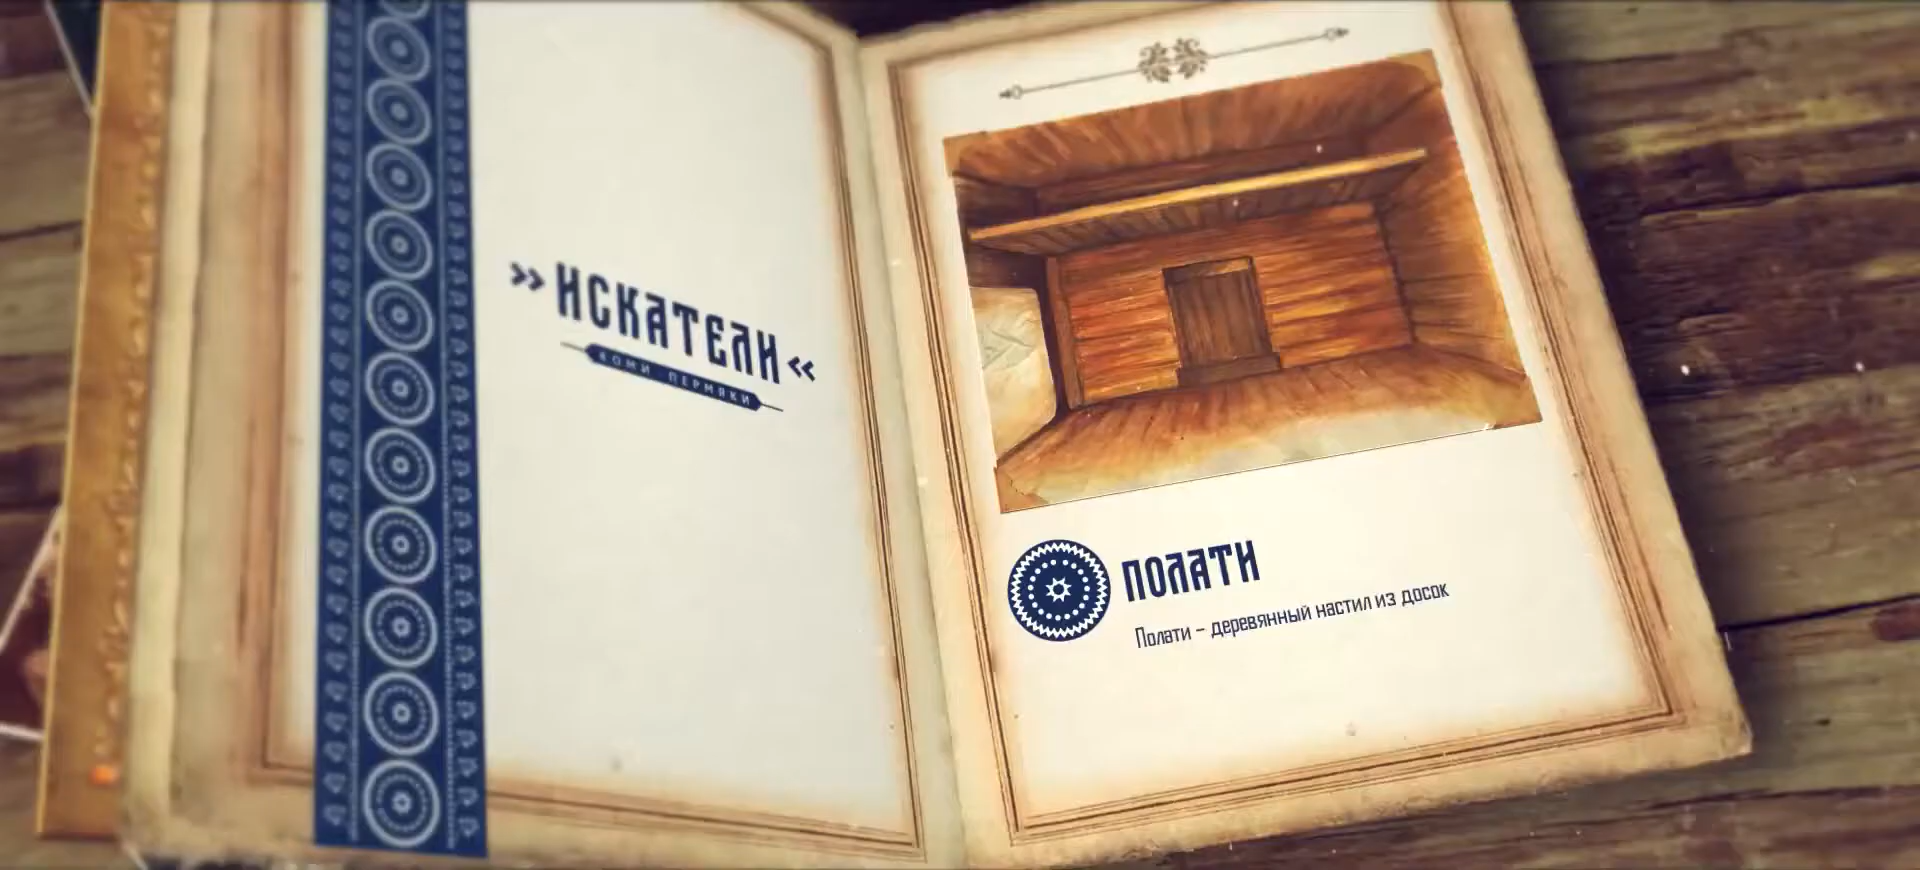 »ИСКАТЕЛИ«
КОМИ ПЕРМЯКИ
ПОЛАТИ
Полати – деревянный настил из досок